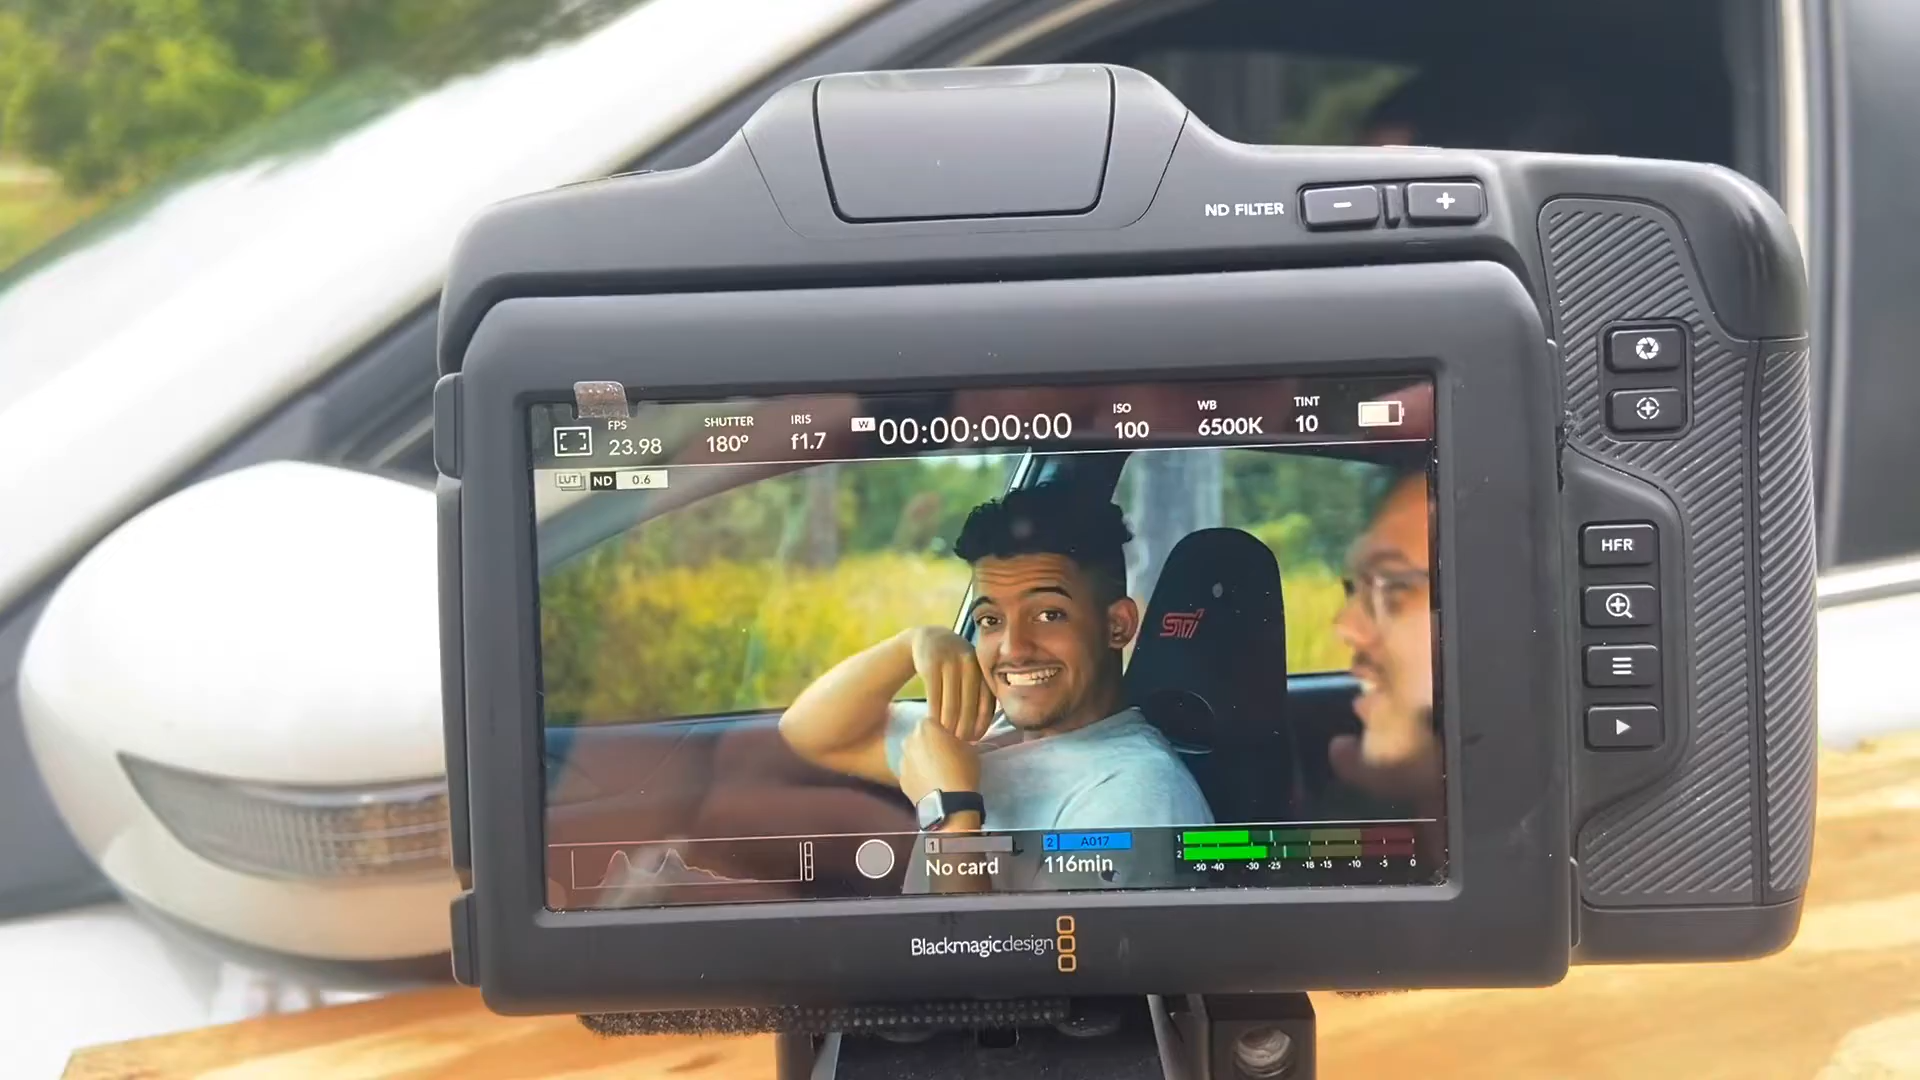 ND FILTER
- +
FPS
23.98
SHUTTER
180°
IRIS
f1.7
W 00:00:00:00
ISO
100
WB
6500K
TINT
10
LUT ND 0.6
STI
HFR
1
No card
2 A017
116min
1
2
-50 -40 -30 -25 -18 -15 -10 -5 0
Blackmagicdesign